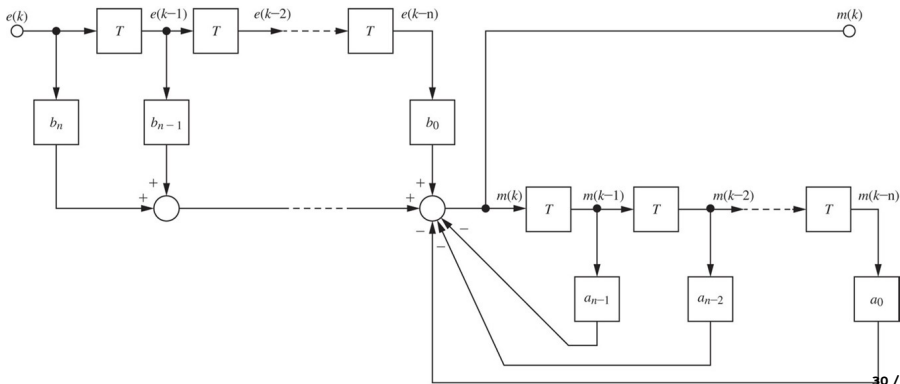 e(k) e(k−1) e(k−2) e(k−n) m(k)
T T T
b_n b_{n−1} b_0
+ + + +
m(k) m(k−1) m(k−2) m(k−n)
T T T
− − −
a_{n−1} a_{n−2} a_0
30 /